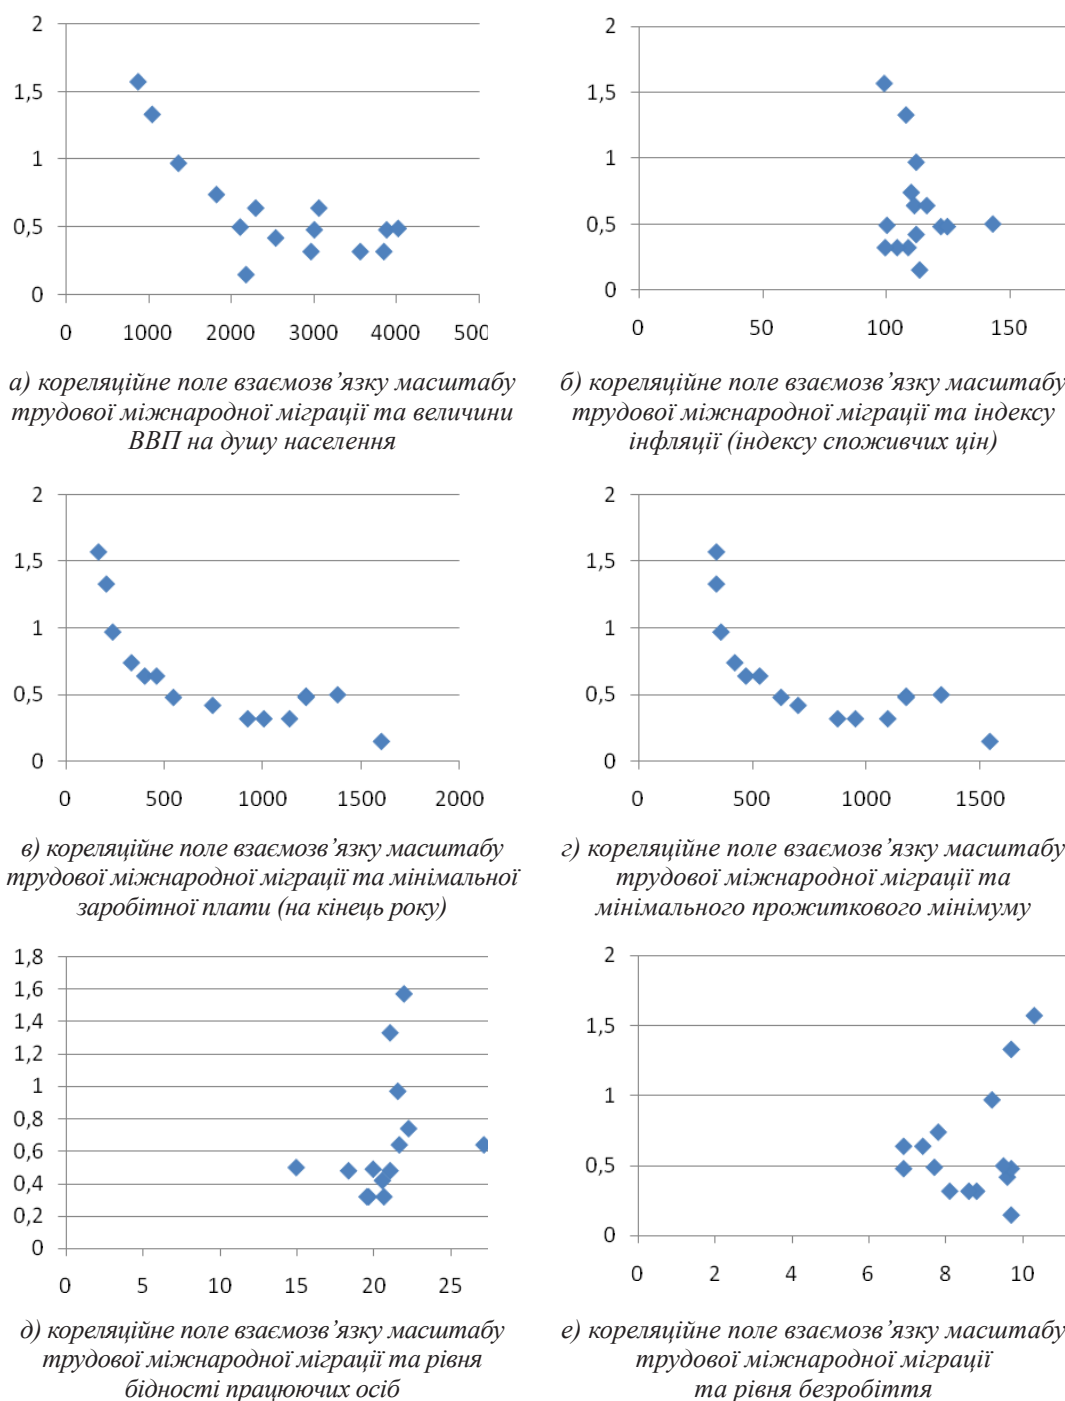 2
1,5
1
0,5
0
0 1000 2000 3000 4000 500
а) кореляційне поле взаємозв’язку масштабу
трудової міжнародної міграції та величини
ВВП на душу населення
2
1,5
1
0,5
0
0 50 100 150
б) кореляційне поле взаємозв’язку масштабу
трудової міжнародної міграції та індексу
інфляції (індексу споживчих цін)
2
1,5
1
0,5
0
0 500 1000 1500 2000
в) кореляційне поле взаємозв’язку масштабу
трудової міжнародної міграції та мінімальної
заробітної плати (на кінець року)
2
1,5
1
0,5
0
0 500 1000 1500
г) кореляційне поле взаємозв’язку масштабу
трудової міжнародної міграції та
мінімального прожиткового мінімуму
1,8
1,6
1,4
1,2
1
0,8
0,6
0,4
0,2
0
0 5 10 15 20 25
д) кореляційне поле взаємозв’язку масштабу
трудової міжнародної міграції та рівня
бідності працюючих осіб
2
1,5
1
0,5
0
0 2 4 6 8 10
е) кореляційне поле взаємозв’язку масштабу
трудової міжнародної міграції
та рівня безробіття